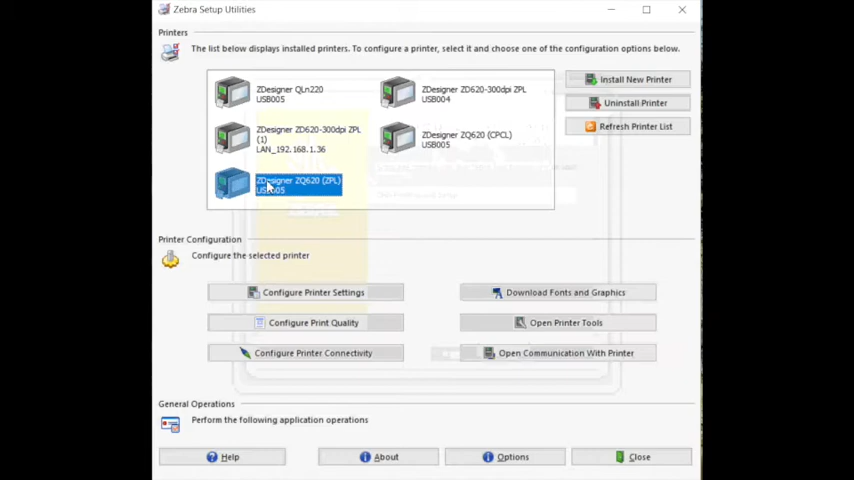 Zebra Setup Utilities
Printers
The list below displays installed printers. To configure a printer, select it and choose one of the configuration options below.
ZDesigner QLn220
USB005
ZDesigner ZD620-300dpi ZPL
USB004
ZDesigner ZD620-300dpi ZPL
(1)
LAN_192.168.1.36
ZDesigner ZQ620 (CPCL)
USB005
ZDesigner ZQ620 (ZPL)
USB005
Install New Printer
Uninstall Printer
Refresh Printer List
Printer Configuration
Configure the selected printer
Configure Printer Settings
Download Fonts and Graphics
Configure Print Quality
Open Printer Tools
Configure Printer Connectivity
Open Communication With Printer
General Operations
Perform the following application operations
Help
About
Options
Close